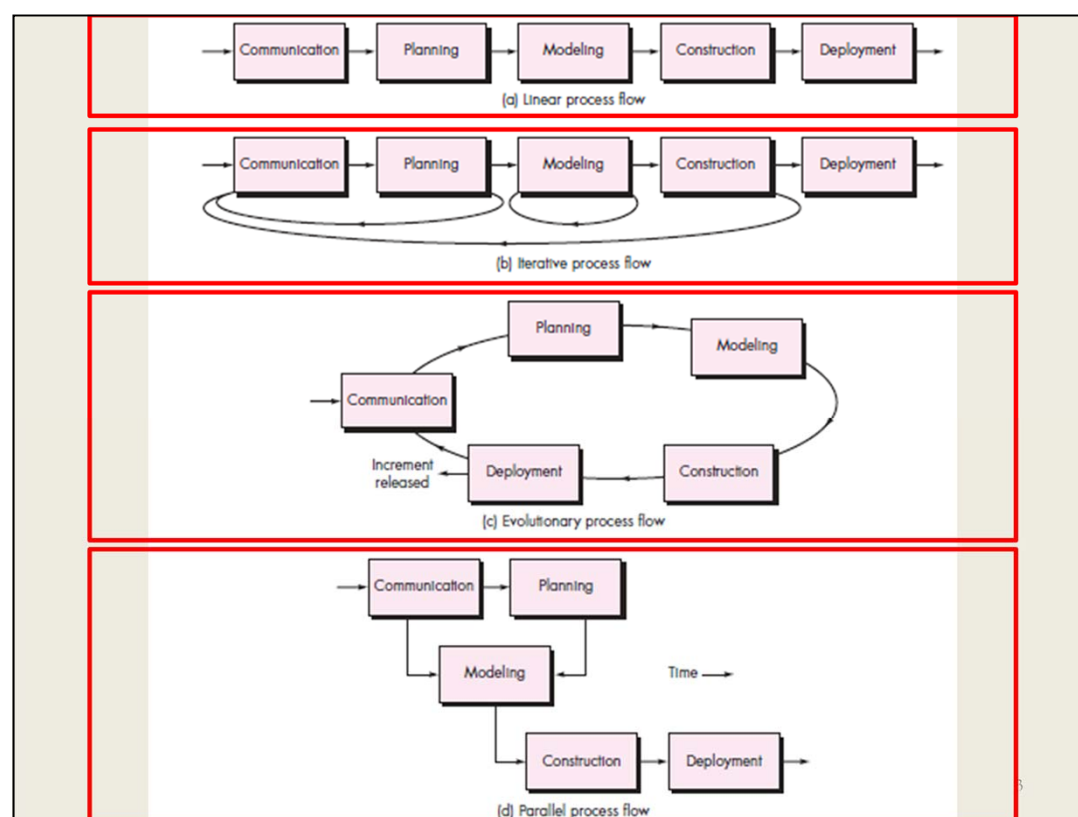 Communication Planning Modeling Construction Deployment
(a) Linear process flow
Communication Planning Modeling Construction Deployment
(b) Iterative process flow
Planning
Modeling
Communication
Increment
released
Deployment Construction
(c) Evolutionary process flow
Communication Planning
Modeling Time
Construction Deployment
(d) Parallel process flow